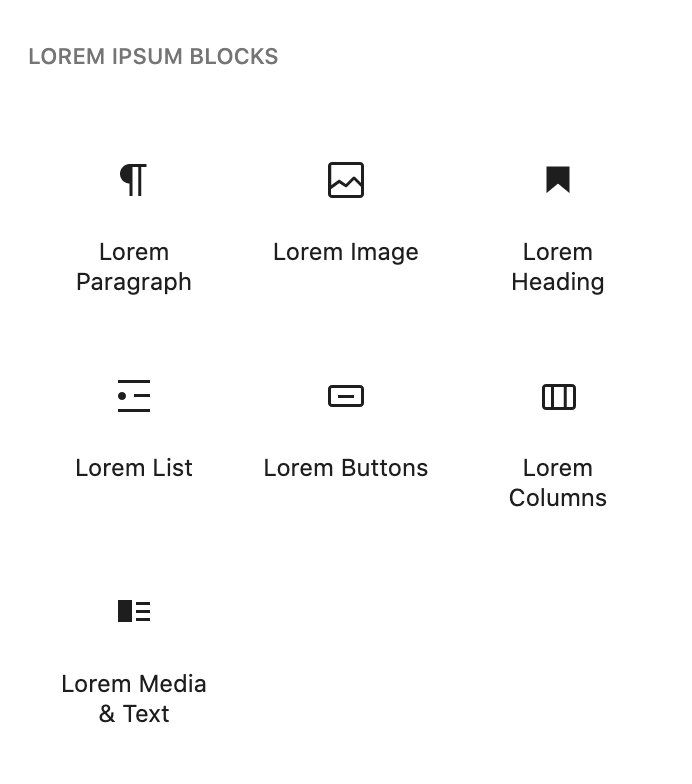 LOREM IPSUM BLOCKS
Lorem
Paragraph
Lorem Image
Lorem
Heading
Lorem List
Lorem Buttons
Lorem
Columns
Lorem Media
& Text